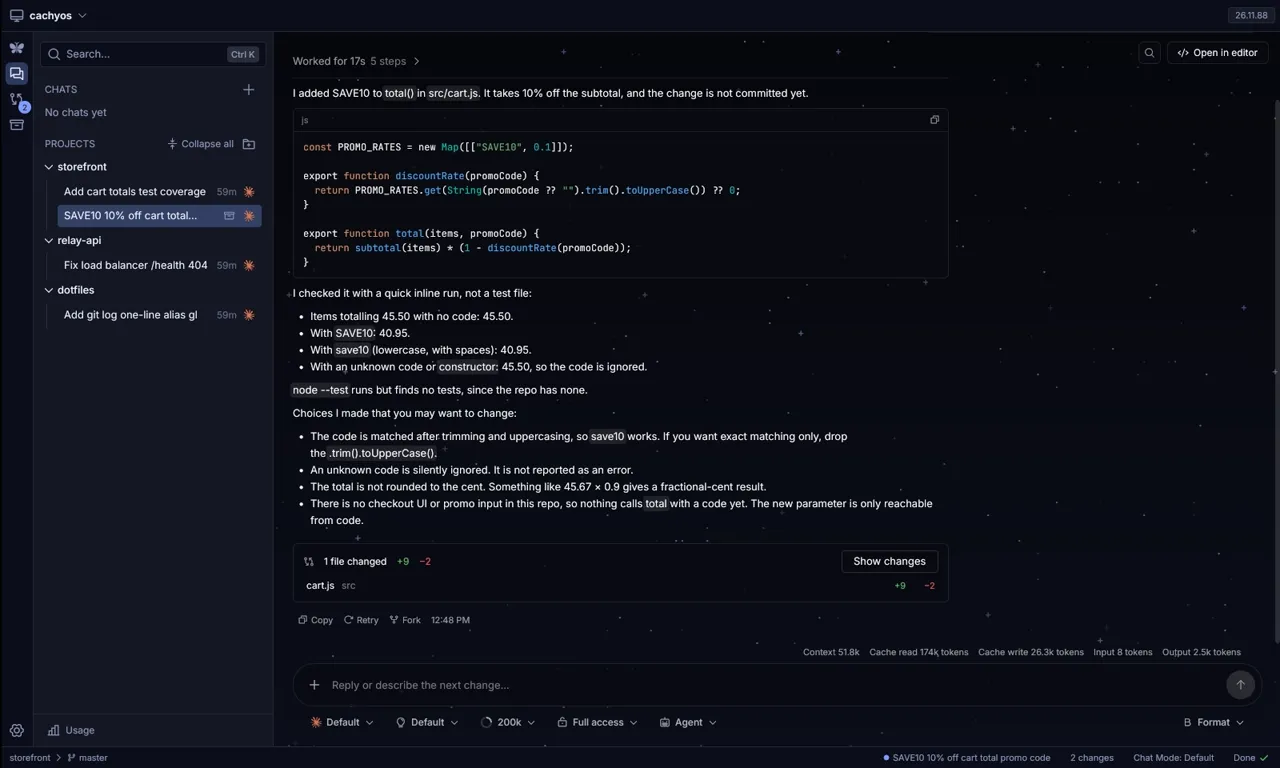 cachyos
26.11.88
Search...
Ctrl K
CHATS
No chats yet
PROJECTS
Collapse all
storefront
Add cart totals test coverage 59m
SAVE10 10% off cart total...
relay-api
Fix load balancer /health 404 59m
dotfiles
Add git log one-line alias gl 59m
2
Usage
Worked for 17s 5 steps
Open in editor
I added SAVE10 to total() in src/cart.js. It takes 10% off the subtotal, and the change is not committed yet.
js
const PROMO_RATES = new Map([["SAVE10", 0.1]]);
export function discountRate(promoCode) {
return PROMO_RATES.get(String(promoCode ?? "").trim().toUpperCase()) ?? 0;
}
export function total(items, promoCode) {
return subtotal(items) * (1 - discountRate(promoCode));
}
I checked it with a quick inline run, not a test file:
• Items totalling 45.50 with no code: 45.50.
• With SAVE10: 40.95.
• With save10 (lowercase, with spaces): 40.95.
• With an unknown code or constructor: 45.50, so the code is ignored.
node --test runs but finds no tests, since the repo has none.
Choices I made that you may want to change:
• The code is matched after trimming and uppercasing, so save10 works. If you want exact matching only, drop
the .trim().toUpperCase().
• An unknown code is silently ignored. It is not reported as an error.
• The total is not rounded to the cent. Something like 45.67 × 0.9 gives a fractional-cent result.
• There is no checkout UI or promo input in this repo, so nothing calls total with a code yet. The new parameter is only reachable
from code.
1 file changed +9 −2
Show changes
cart.js src +9 −2
Copy Retry Fork 12:48 PM
Context 51.8k Cache read 174k tokens Cache write 26.3k tokens Input 8 tokens Output 2.5k tokens
Reply or describe the next change...
Default Default 200k Full access Agent Format
storefront master
SAVE10 10% off cart total promo code 2 changes Chat Mode: Default Done